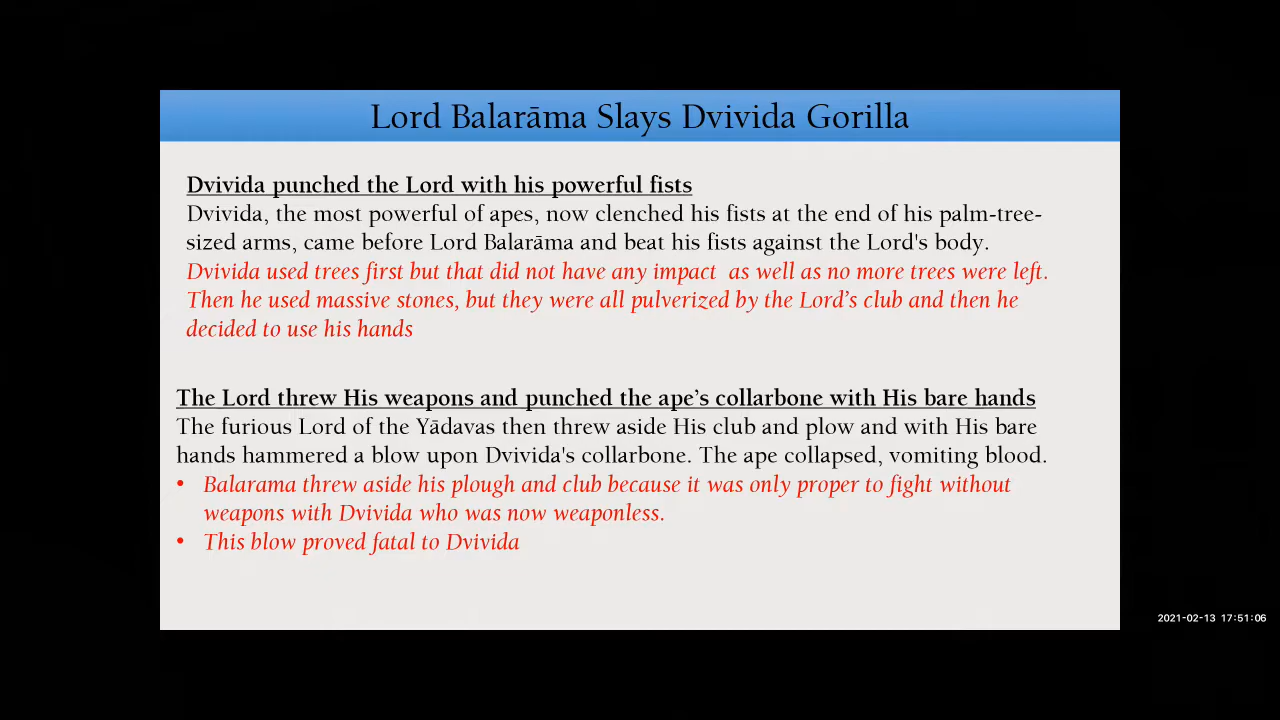 Lord Balarāma Slays Dvivida Gorilla
Dvivida punched the Lord with his powerful fists
Dvivida, the most powerful of apes, now clenched his fists at the end of his palm-tree-
sized arms, came before Lord Balarāma and beat his fists against the Lord's body.
Dvivida used trees first but that did not have any impact  as well as no more trees were left.
Then he used massive stones, but they were all pulverized by the Lord’s club and then he
decided to use his hands
The Lord threw His weapons and punched the ape’s collarbone with His bare hands
The furious Lord of the Yādavas then threw aside His club and plow and with His bare
hands hammered a blow upon Dvivida's collarbone. The ape collapsed, vomiting blood.
• Balarama threw aside his plough and club because it was only proper to fight without
weapons with Dvivida who was now weaponless.
• This blow proved fatal to Dvivida
2021-02-13 17:51:06